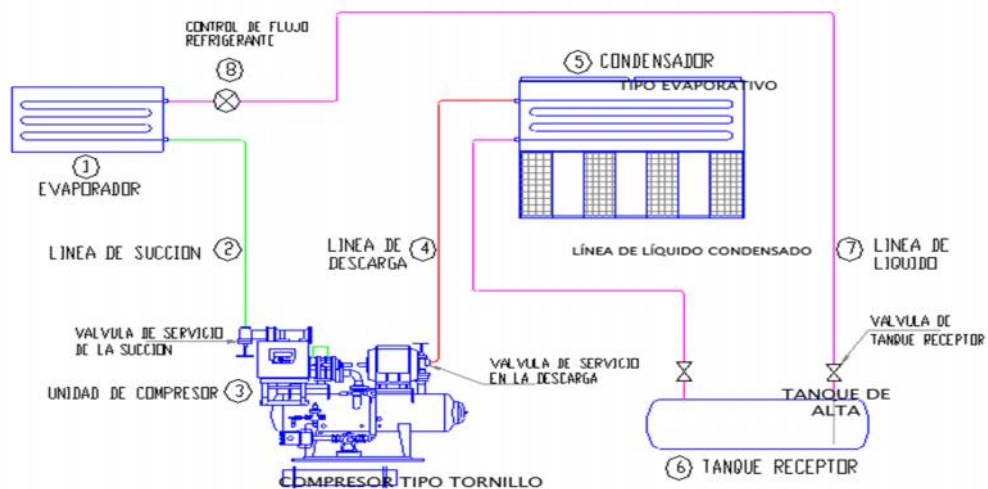 CONTROL DE FLUJO
REFRIGERANTE
8
5 CONDENSADOR
TIPO EVAPORATIVO
1
EVAPORADOR
LINEA DE SUCCION 2
LINEA DE 4
DESCARGA
LÍNEA DE LÍQUIDO CONDENSADO
7 LINEA DE
LIQUIDO
VALVULA DE SERVICIO
DE LA SUCCION
VALVULA DE SERVICIO
EN LA DESCARGA
VALVULA DE
TANQUE RECEPTOR
UNIDAD DE COMPRESOR 3
TANQUE DE
ALTA
6 TANQUE RECEPTOR
COMPRESOR TIPO TORNILLO